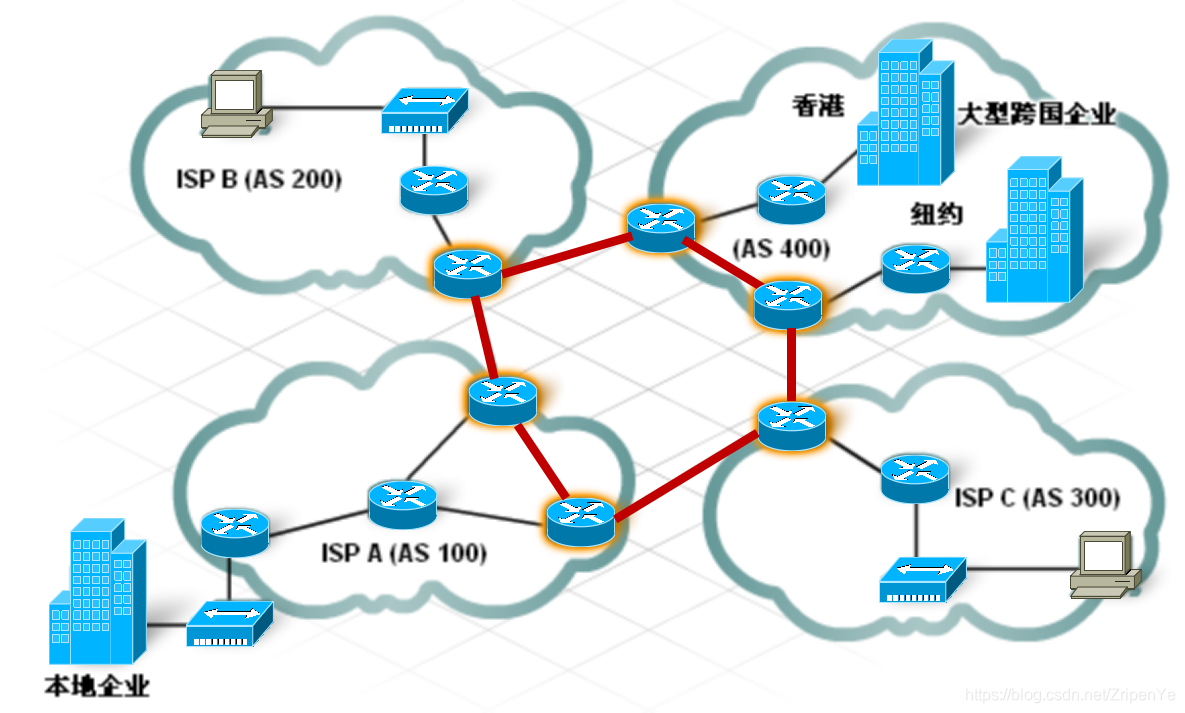 香港
大型跨国企业
ISP B (AS 200)
纽约
(AS 400)
ISP C (AS 300)
ISP A (AS 100)
本地企业
https://blog.csdn.net/ZripenYe